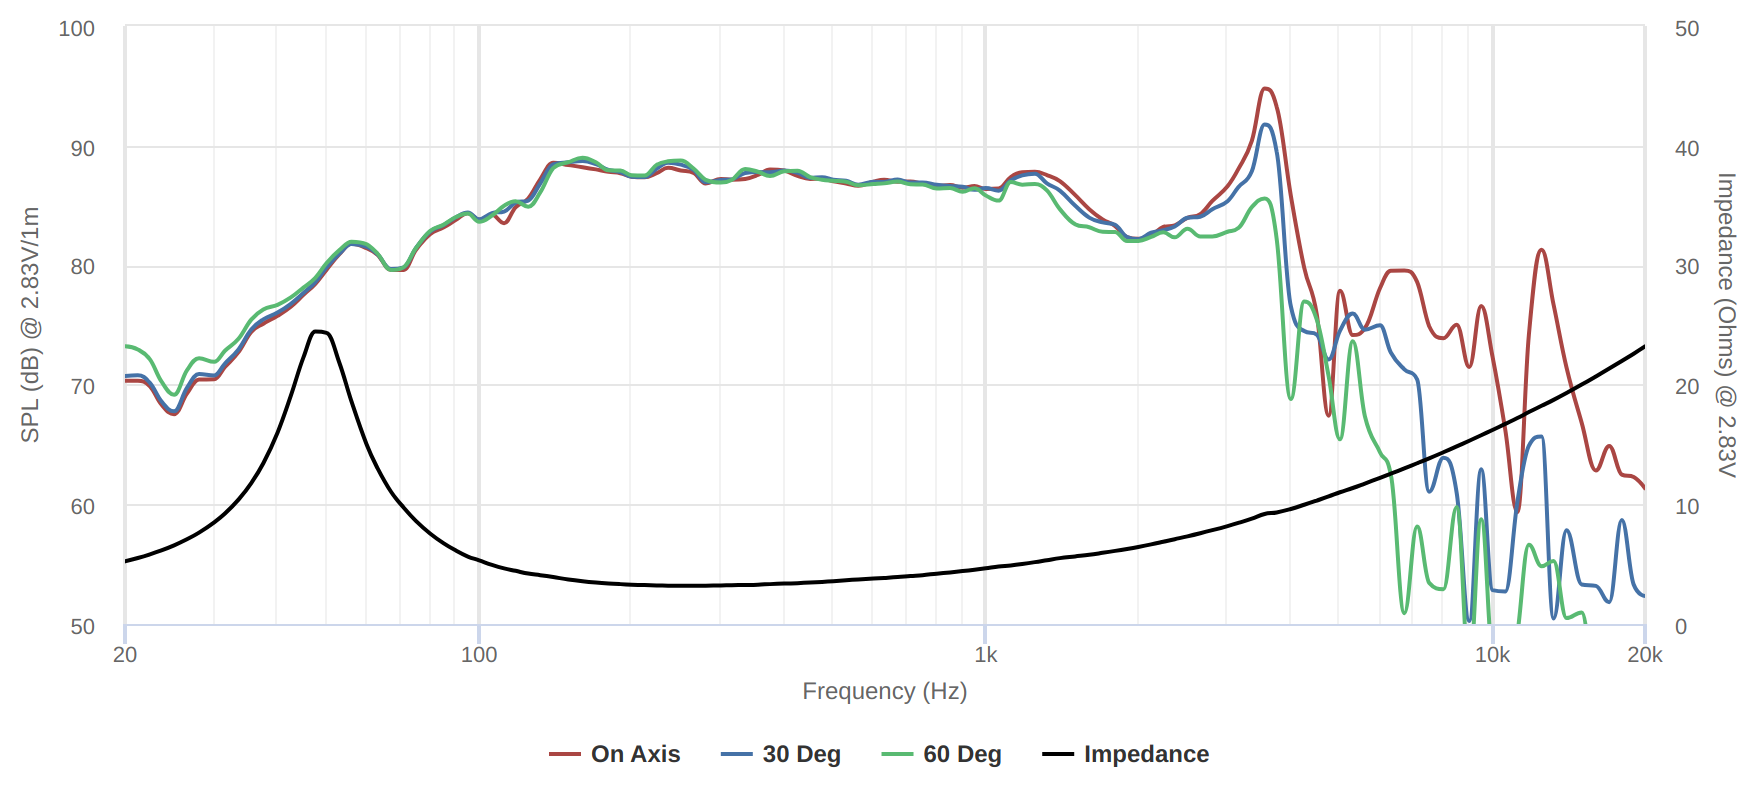 100
90
80
70
60
50
SPL (dB) @ 2.83V/1m
50
40
30
20
10
0
Impedance (Ohms) @ 2.83V
20
100
1k
10k
20k
Frequency (Hz)
On Axis
30 Deg
60 Deg
Impedance